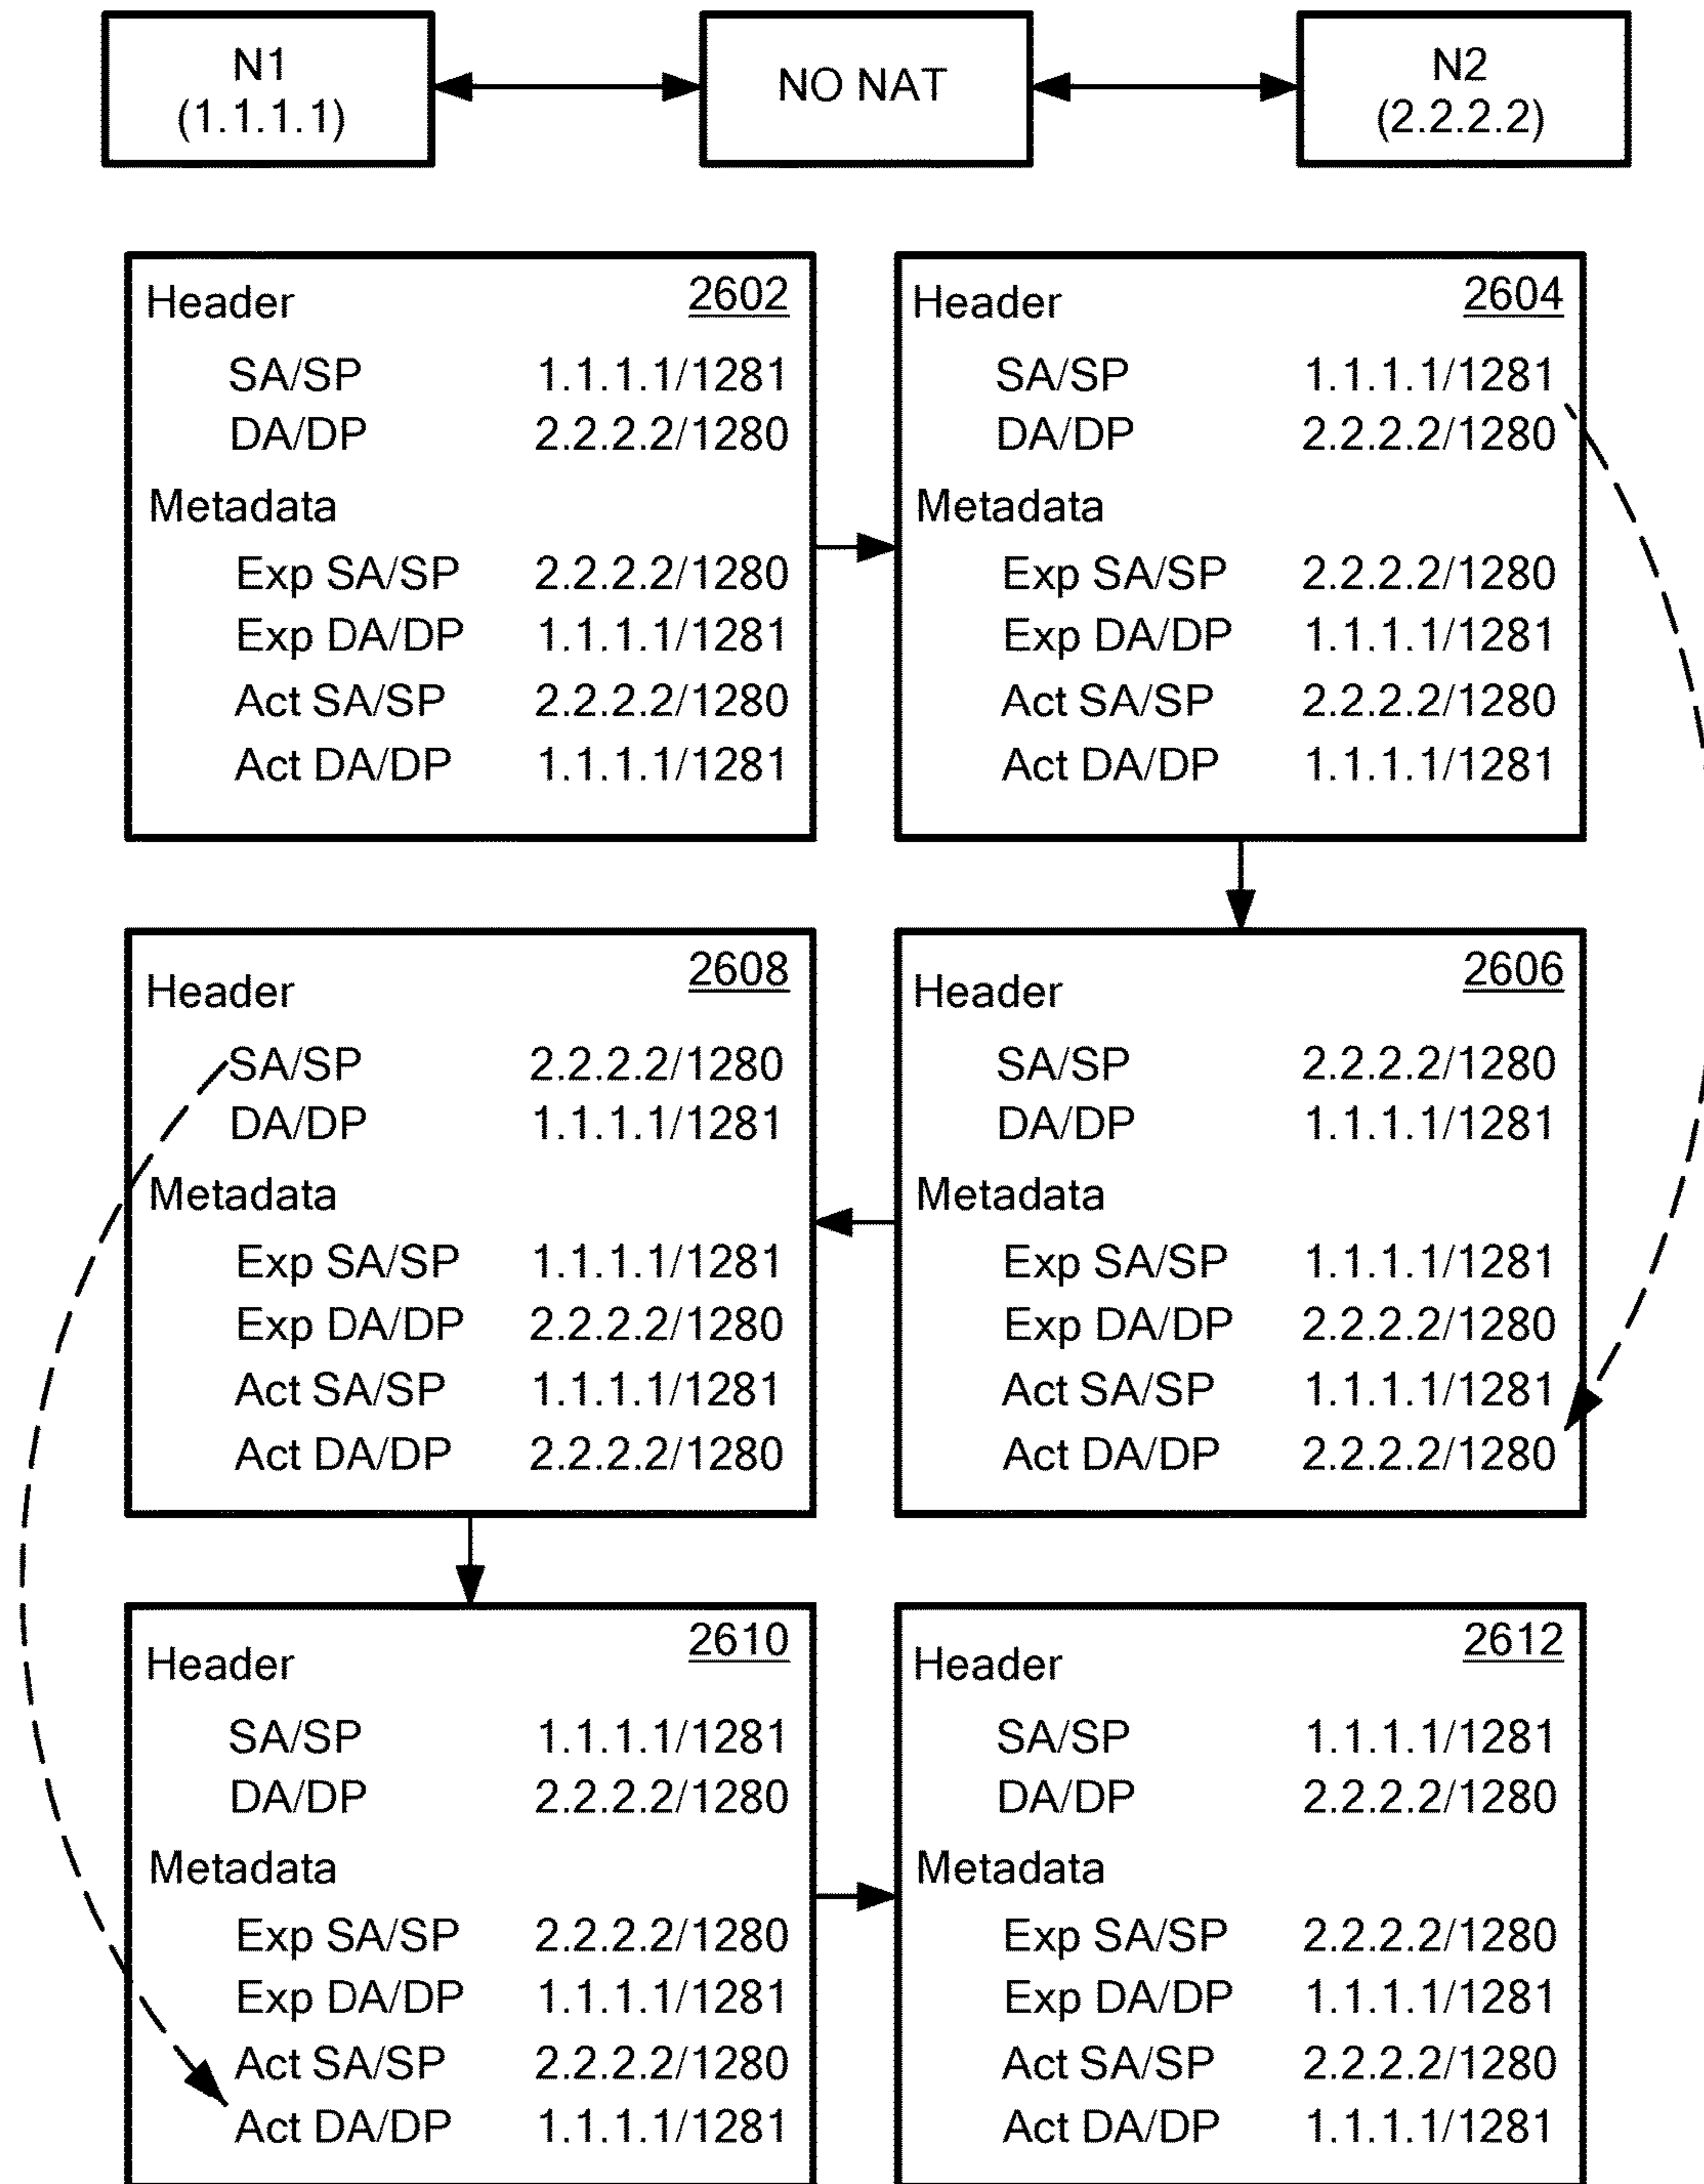 N1
(1.1.1.1)
NO NAT
N2
(2.2.2.2)
Header 2602
SA/SP 1.1.1.1/1281
DA/DP 2.2.2.2/1280
Metadata
Exp SA/SP 2.2.2.2/1280
Exp DA/DP 1.1.1.1/1281
Act SA/SP 2.2.2.2/1280
Act DA/DP 1.1.1.1/1281
Header 2604
SA/SP 1.1.1.1/1281
DA/DP 2.2.2.2/1280
Metadata
Exp SA/SP 2.2.2.2/1280
Exp DA/DP 1.1.1.1/1281
Act SA/SP 2.2.2.2/1280
Act DA/DP 1.1.1.1/1281
Header 2608
SA/SP 2.2.2.2/1280
DA/DP 1.1.1.1/1281
Metadata
Exp SA/SP 1.1.1.1/1281
Exp DA/DP 2.2.2.2/1280
Act SA/SP 1.1.1.1/1281
Act DA/DP 2.2.2.2/1280
Header 2606
SA/SP 2.2.2.2/1280
DA/DP 1.1.1.1/1281
Metadata
Exp SA/SP 1.1.1.1/1281
Exp DA/DP 2.2.2.2/1280
Act SA/SP 1.1.1.1/1281
Act DA/DP 2.2.2.2/1280
Header 2610
SA/SP 1.1.1.1/1281
DA/DP 2.2.2.2/1280
Metadata
Exp SA/SP 2.2.2.2/1280
Exp DA/DP 1.1.1.1/1281
Act SA/SP 2.2.2.2/1280
Act DA/DP 1.1.1.1/1281
Header 2612
SA/SP 1.1.1.1/1281
DA/DP 2.2.2.2/1280
Metadata
Exp SA/SP 2.2.2.2/1280
Exp DA/DP 1.1.1.1/1281
Act SA/SP 2.2.2.2/1280
Act DA/DP 1.1.1.1/1281